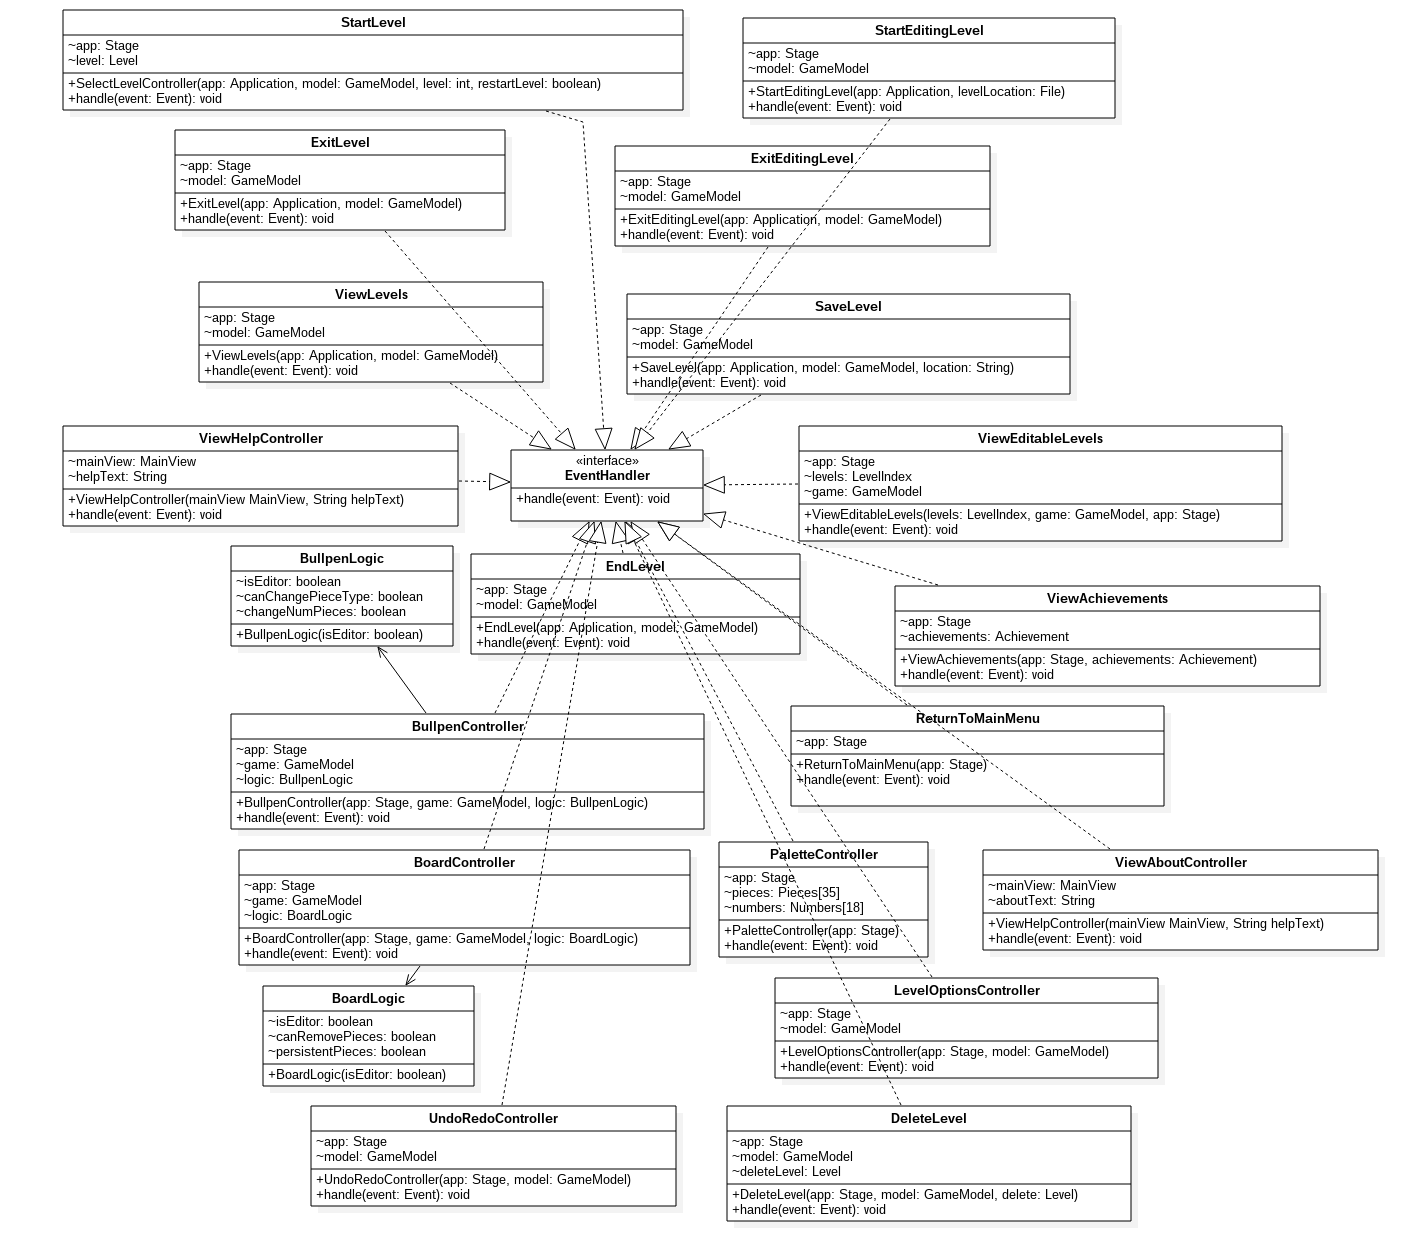 StartLevel
~app: Stage
~level: Level
+SelectLevelController(app: Application, model: GameModel, level: int, restartLevel: boolean)
+handle(event: Event): void
StartEditingLevel
~app: Stage
~model: GameModel
+StartEditingLevel(app: Application, levelLocation: File)
+handle(event: Event): void
ExitLevel
~app: Stage
~model: GameModel
+ExitLevel(app: Application, model: GameModel)
+handle(event: Event): void
ExitEditingLevel
~app: Stage
~model: GameModel
+ExitEditingLevel(app: Application, model: GameModel)
+handle(event: Event): void
ViewLevels
~app: Stage
~model: GameModel
+ViewLevels(app: Application, model: GameModel)
+handle(event: Event): void
SaveLevel
~app: Stage
~model: GameModel
+SaveLevel(app: Application, model: GameModel, location: String)
+handle(event: Event): void
ViewHelpController
~mainView: MainView
~helpText: String
+ViewHelpController(mainView MainView, String helpText)
+handle(event: Event): void
«interface»
EventHandler
+handle(event: Event): void
ViewEditableLevels
~app: Stage
~levels: LevelIndex
~game: GameModel
+ViewEditableLevels(levels: LevelIndex, game: GameModel, app: Stage)
+handle(event: Event): void
BullpenLogic
~isEditor: boolean
~canChangePieceType: boolean
~changeNumPieces: boolean
+BullpenLogic(isEditor: boolean)
EndLevel
~app: Stage
~model: GameModel
+EndLevel(app: Application, model: GameModel)
+handle(event: Event): void
ViewAchievements
~app: Stage
~achievements: Achievement
+ViewAchievements(app: Stage, achievements: Achievement)
+handle(event: Event): void
BullpenController
~app: Stage
~game: GameModel
~logic: BullpenLogic
+BullpenController(app: Stage, game: GameModel, logic: BullpenLogic)
+handle(event: Event): void
ReturnToMainMenu
~app: Stage
+ReturnToMainMenu(app: Stage)
+handle(event: Event): void
BoardController
~app: Stage
~game: GameModel
~logic: BoardLogic
+BoardController(app: Stage, game: GameModel, logic: BoardLogic)
+handle(event: Event): void
PaletteController
~app: Stage
~pieces: Pieces[35]
~numbers: Numbers[18]
+PaletteController(app: Stage)
+handle(event: Event): void
ViewAboutController
~mainView: MainView
~aboutText: String
+ViewHelpController(mainView MainView, String helpText)
+handle(event: Event): void
BoardLogic
~isEditor: boolean
~canRemovePieces: boolean
~persistentPieces: boolean
+BoardLogic(isEditor: boolean)
LevelOptionsController
~app: Stage
~model: GameModel
+LevelOptionsController(app: Stage, model: GameModel)
+handle(event: Event): void
UndoRedoController
~app: Stage
~model: GameModel
+UndoRedoController(app: Stage, model: GameModel)
+handle(event: Event): void
DeleteLevel
~app: Stage
~model: GameModel
~deleteLevel: Level
+DeleteLevel(app: Stage, model: GameModel, delete: Level)
+handle(event: Event): void